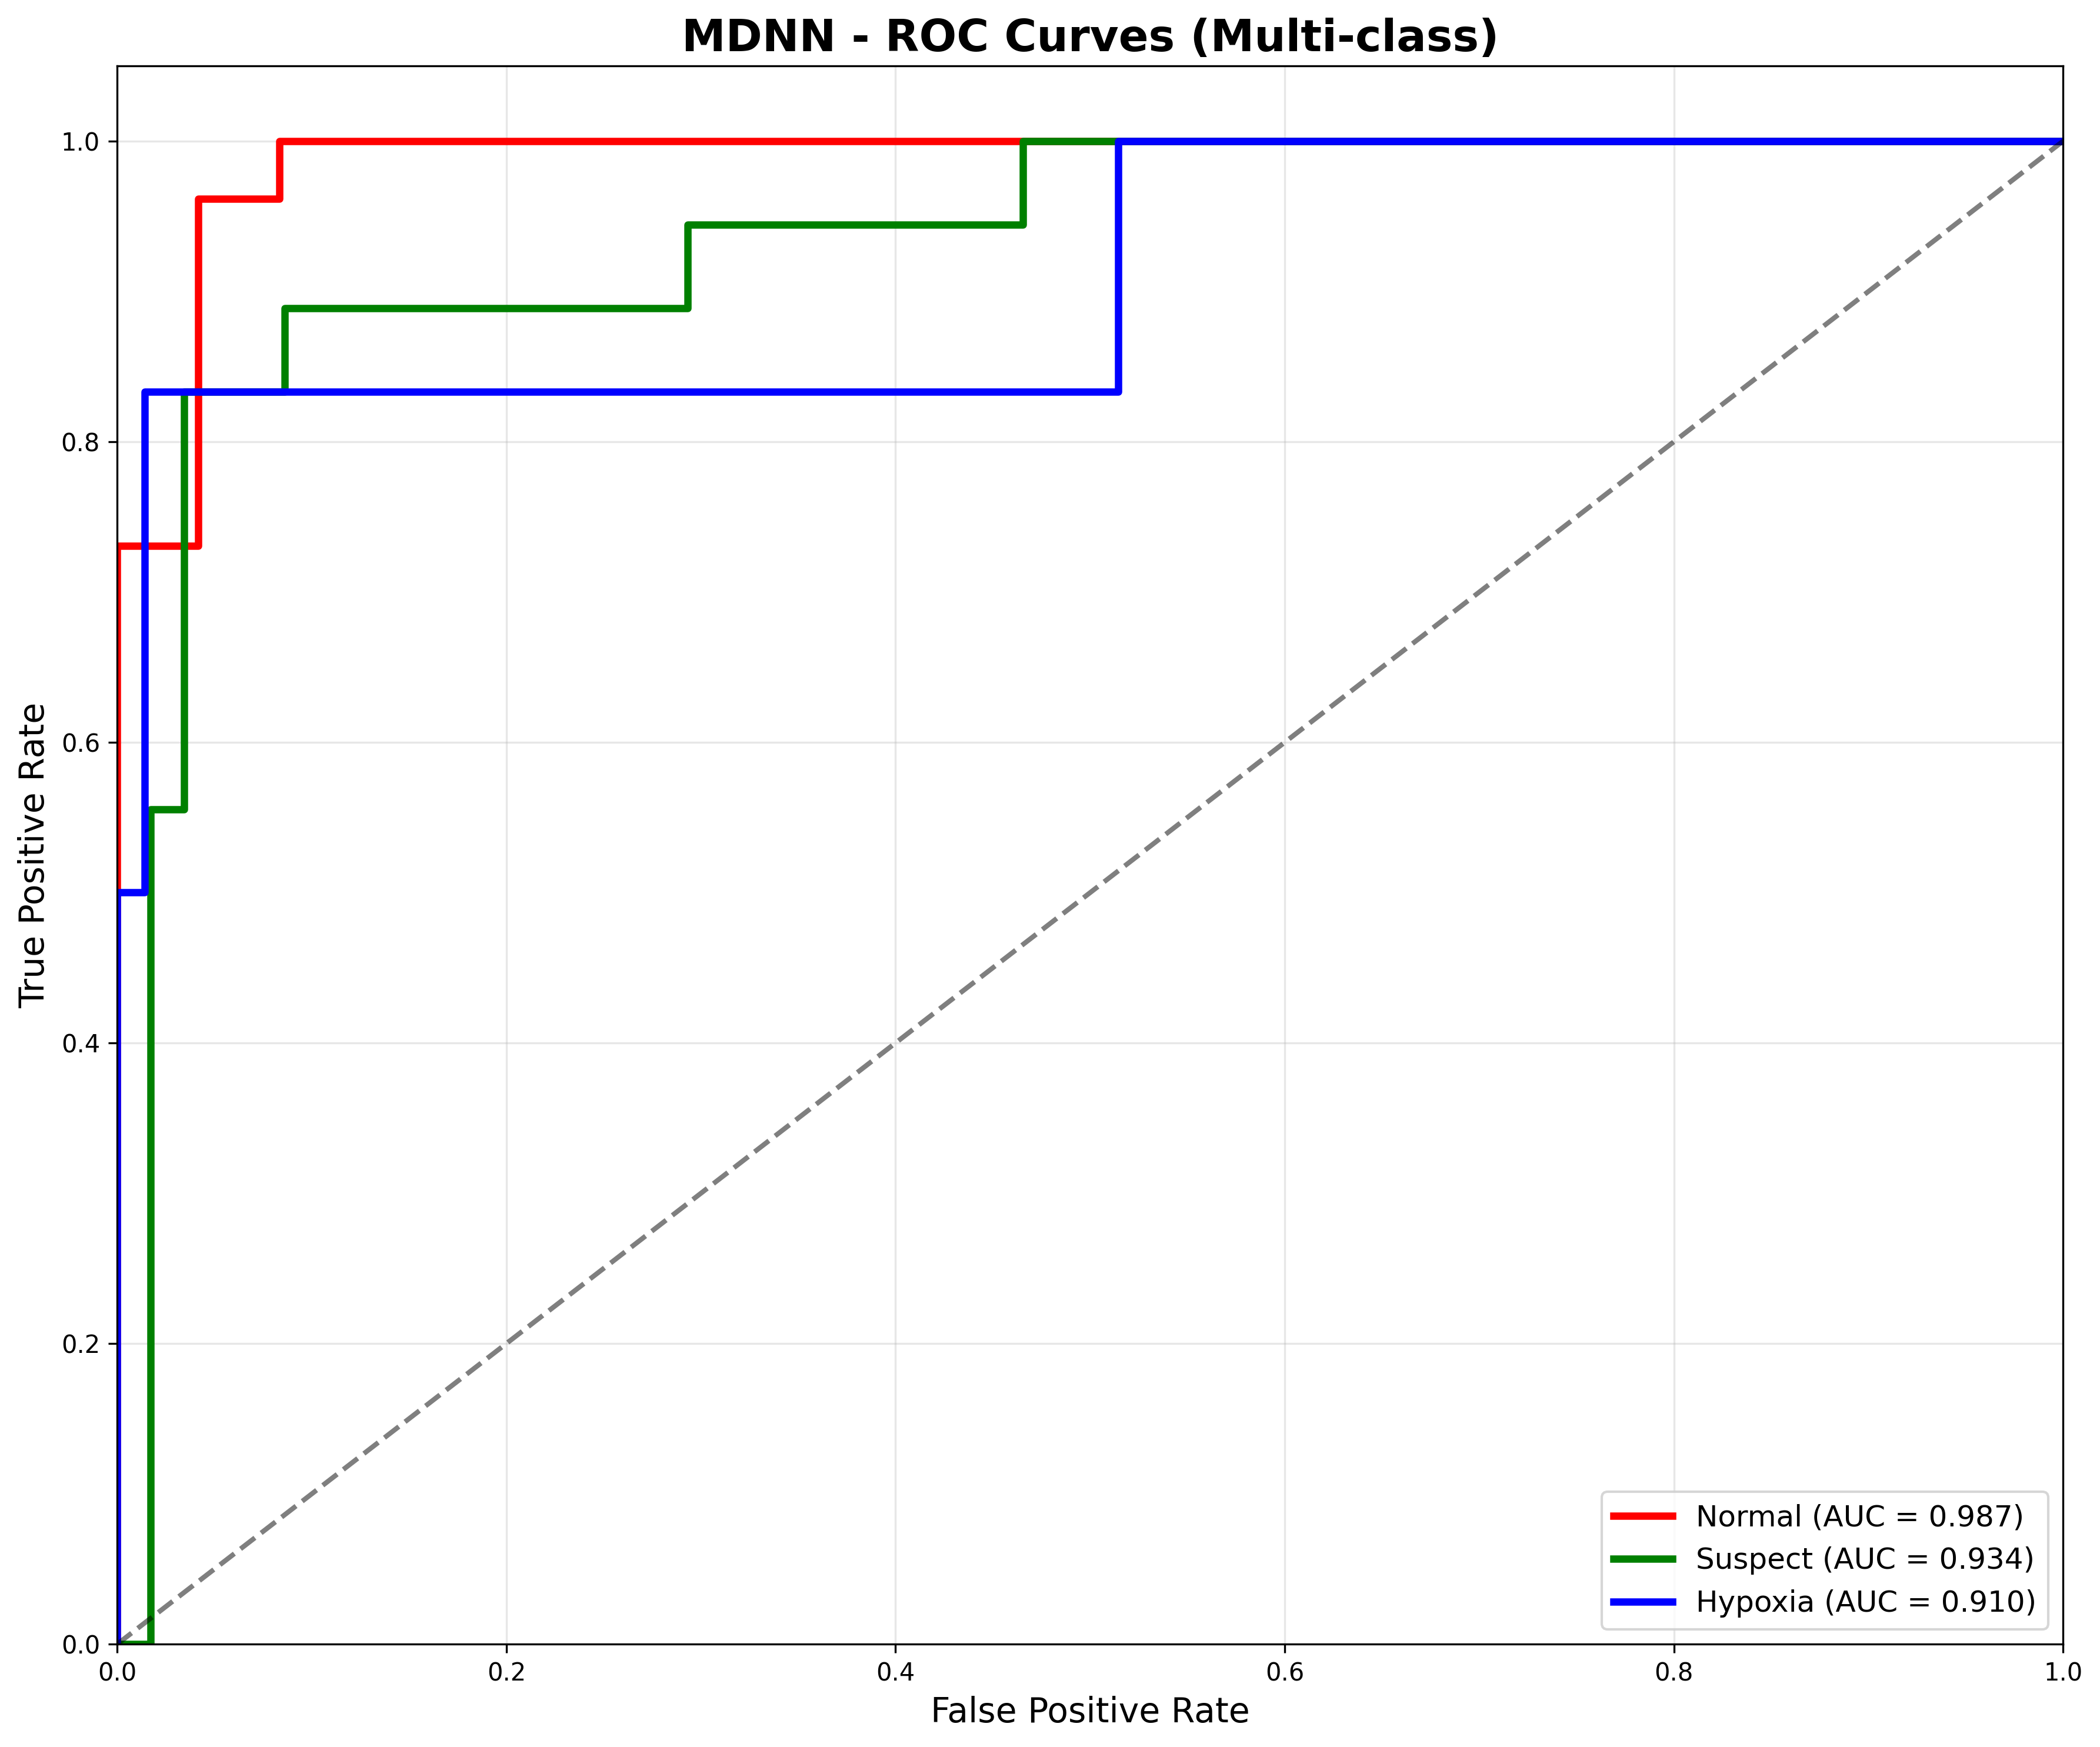 MDNN - ROC Curves (Multi-class)
True Positive Rate
1.0
0.8
0.6
0.4
0.2
0.0
0.0 0.2 0.4 0.6 0.8 1.0
False Positive Rate
Normal (AUC = 0.987)
Suspect (AUC = 0.934)
Hypoxia (AUC = 0.910)